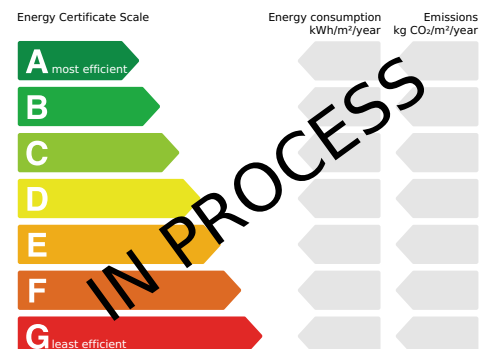 Energy Certificate Scale
Energy consumption
kWh/m²/year
Emissions
kg CO₂/m²/year
A most efficient
B
C
D
E
F
G least efficient
IN PROCESS